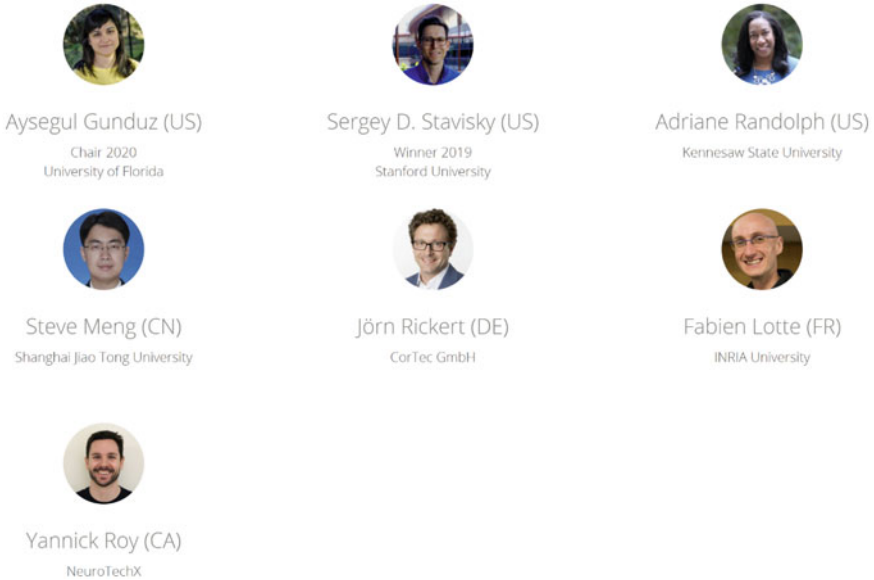 Aysegul Gunduz (US)
Chair 2020
University of Florida
Sergey D. Stavisky (US)
Winner 2019
Stanford University
Adriane Randolph (US)
Kennesaw State University
Steve Meng (CN)
Shanghai Jiao Tong University
Jörn Rickert (DE)
CorTec GmbH
Fabien Lotte (FR)
INRIA University
Yannick Roy (CA)
NeuroTechX